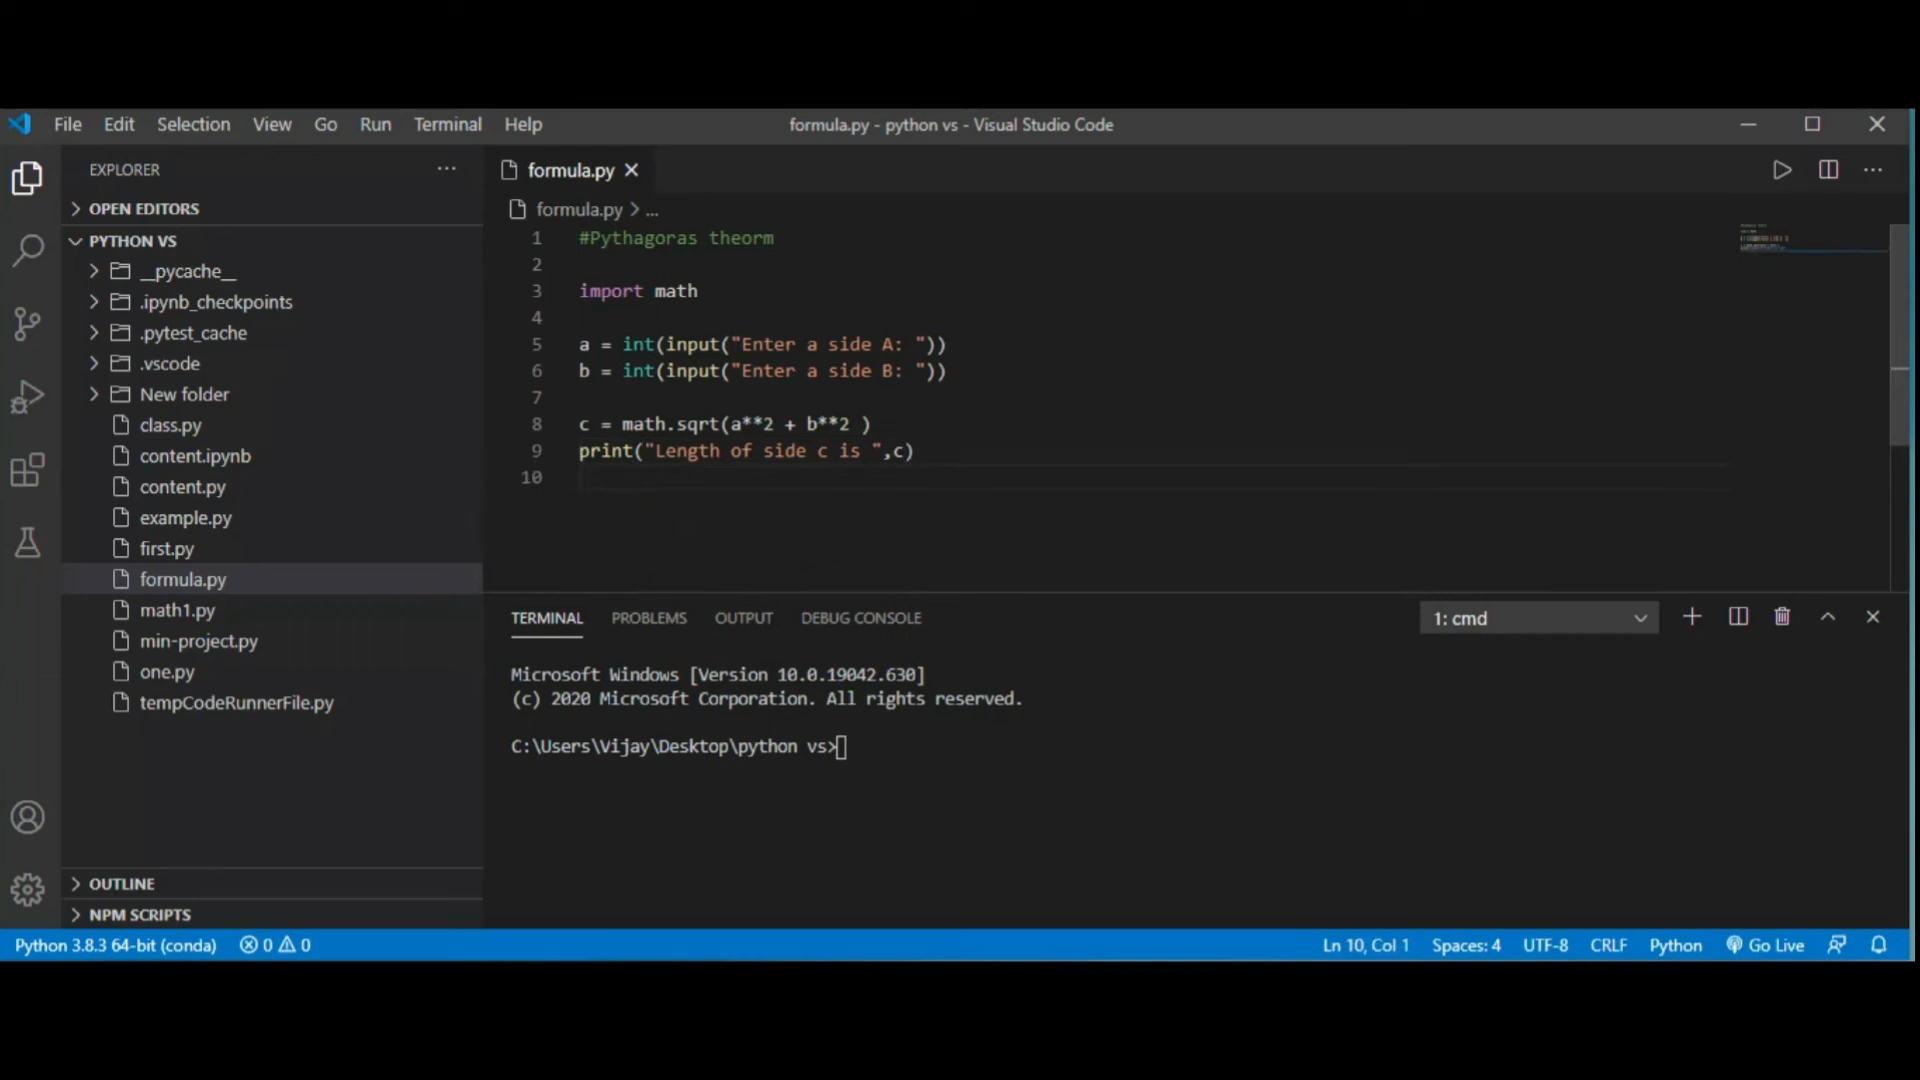 File Edit Selection View Go Run Terminal Help formula.py - python vs - Visual Studio Code
EXPLORER
OPEN EDITORS
PYTHON VS
__pycache__
.ipynb_checkpoints
.pytest_cache
.vscode
New folder
class.py
content.ipynb
content.py
example.py
first.py
formula.py
math1.py
min-project.py
one.py
tempCodeRunnerFile.py
OUTLINE
NPM SCRIPTS
formula.py
formula.py > ...
1 #Pythagoras theorm
2
3 import math
4
5 a = int(input("Enter a side A: "))
6 b = int(input("Enter a side B: "))
7
8 c = math.sqrt(a**2 + b**2 )
9 print("Length of side c is ",c)
10
TERMINAL PROBLEMS OUTPUT DEBUG CONSOLE 1: cmd
Microsoft Windows [Version 10.0.19042.630]
(c) 2020 Microsoft Corporation. All rights reserved.
C:\Users\Vijay\Desktop\python vs>
Python 3.8.3 64-bit (conda) 0 0 Ln 10, Col 1 Spaces: 4 UTF-8 CRLF Python Go Live